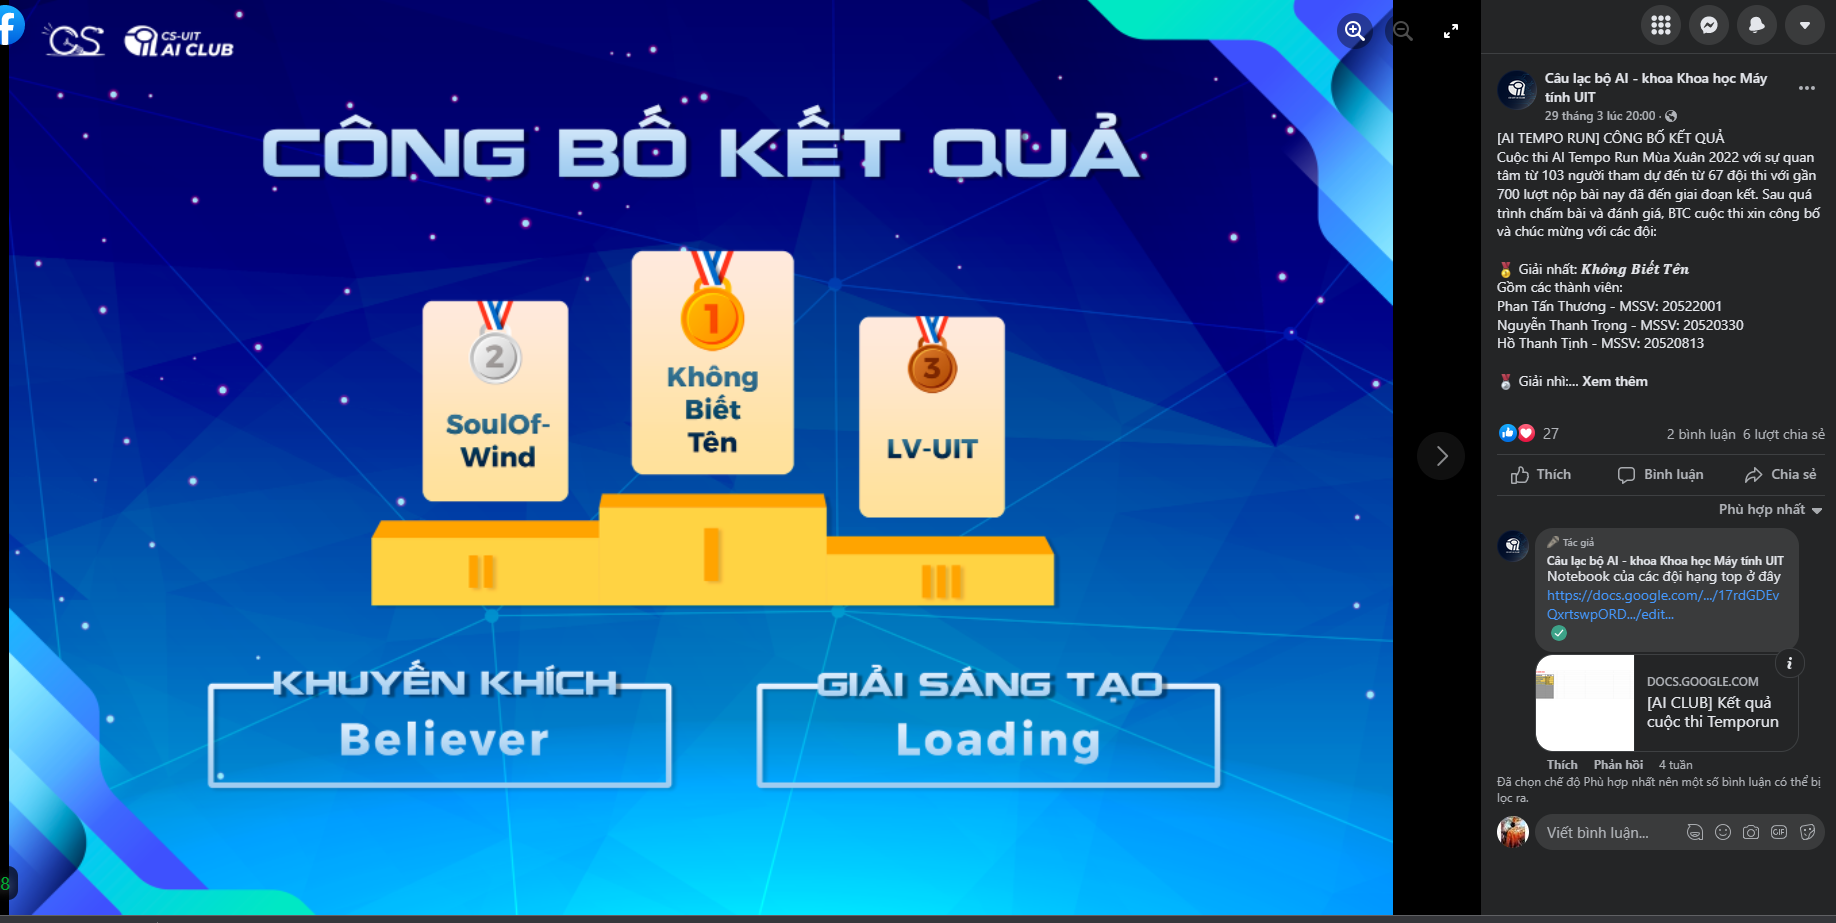 CS
CS-UIT
AI CLUB
CÔNG BỐ KẾT QUẢ
1
Không
Biết
Tên
2
SoulOf-
Wind
3
LV-UIT
II
I
III
KHUYẾN KHÍCH
Believer
GIẢI SÁNG TẠO
Loading
8
Câu lạc bộ AI - khoa Khoa học Máy
tính UIT
29 tháng 3 lúc 20:00 ·
[AI TEMPO RUN] CÔNG BỐ KẾT QUẢ
Cuộc thi AI Tempo Run Mùa Xuân 2022 với sự quan
tâm từ 103 người tham dự đến từ 67 đội thi với gần
700 lượt nộp bài nay đã đến giai đoạn kết. Sau quá
trình chấm bài và đánh giá, BTC cuộc thi xin công bố
và chúc mừng với các đội:
🥇 Giải nhất: Không Biết Tên
Gồm các thành viên:
Phan Tấn Thương - MSSV: 20522001
Nguyễn Thanh Trọng - MSSV: 20520330
Hồ Thanh Tịnh - MSSV: 20520813
🥈 Giải nhì:... Xem thêm
27
2 bình luận 6 lượt chia sẻ
Thích Bình luận Chia sẻ
Phù hợp nhất
Tác giả
Câu lạc bộ AI - khoa Khoa học Máy tính UIT
Notebook của các đội hạng top ở đây
https://docs.google.com/.../17rdGDEv
QxrtswpORD.../edit...
DOCS.GOOGLE.COM
[AI CLUB] Kết quả
cuộc thi Temporun
Thích Phản hồi 4 tuần
Đã chọn chế độ Phù hợp nhất nên một số bình luận có thể bị
lọc ra.
Viết bình luận...
GIF